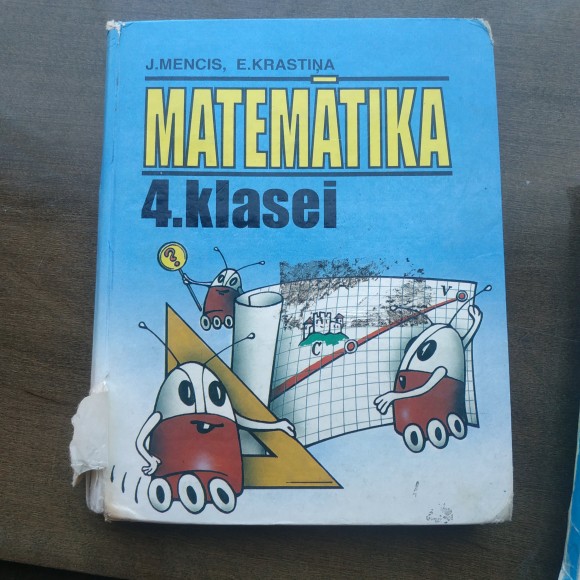 J.MENCIS, E.KRASTIŅA
MATEMĀTIKA
4.klasei
?
V
C